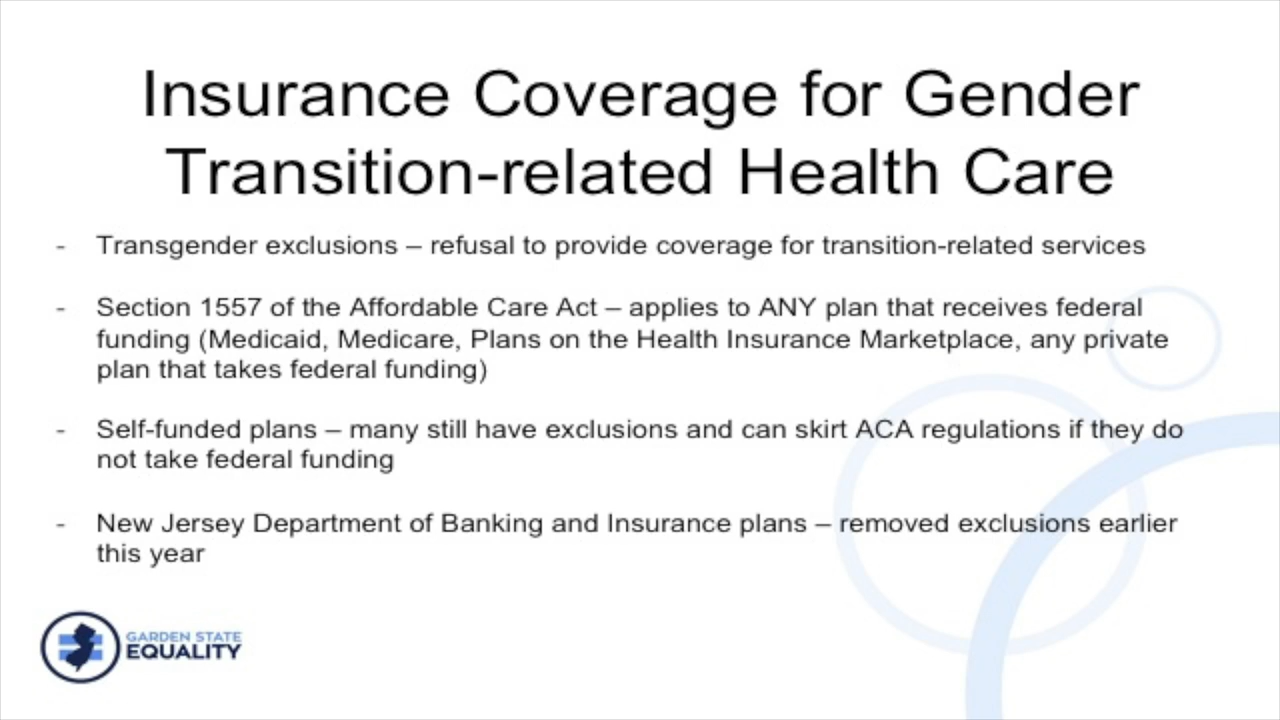 Insurance Coverage for Gender
Transition-related Health Care
- Transgender exclusions – refusal to provide coverage for transition-related services
- Section 1557 of the Affordable Care Act – applies to ANY plan that receives federal
funding (Medicaid, Medicare, Plans on the Health Insurance Marketplace, any private
plan that takes federal funding)
- Self-funded plans – many still have exclusions and can skirt ACA regulations if they do
not take federal funding
- New Jersey Department of Banking and Insurance plans – removed exclusions earlier
this year
GARDEN STATE
EQUALITY